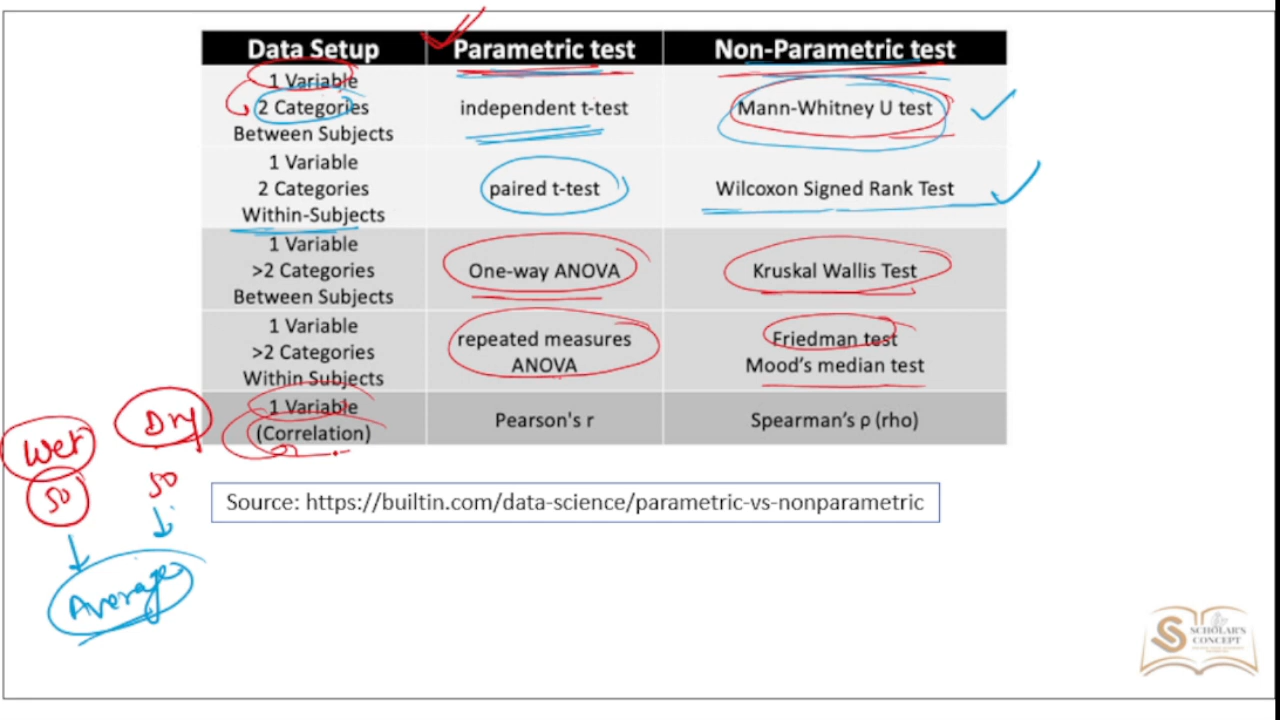 Data Setup
Parametric test
Non-Parametric test
1 Variable
2 Categories
Between Subjects
independent t-test
Mann-Whitney U test
1 Variable
2 Categories
Within-Subjects
paired t-test
Wilcoxon Signed Rank Test
1 Variable
>2 Categories
Between Subjects
One-way ANOVA
Kruskal Wallis Test
1 Variable
>2 Categories
Within Subjects
repeated measures
ANOVA
Friedman test
Mood's median test
1 Variable
(Correlation)
Pearson's r
Spearman's ρ (rho)
Wet
Dry
50
50
Average
Source: https://builtin.com/data-science/parametric-vs-nonparametric
SCHOLAR'S
CONCEPT